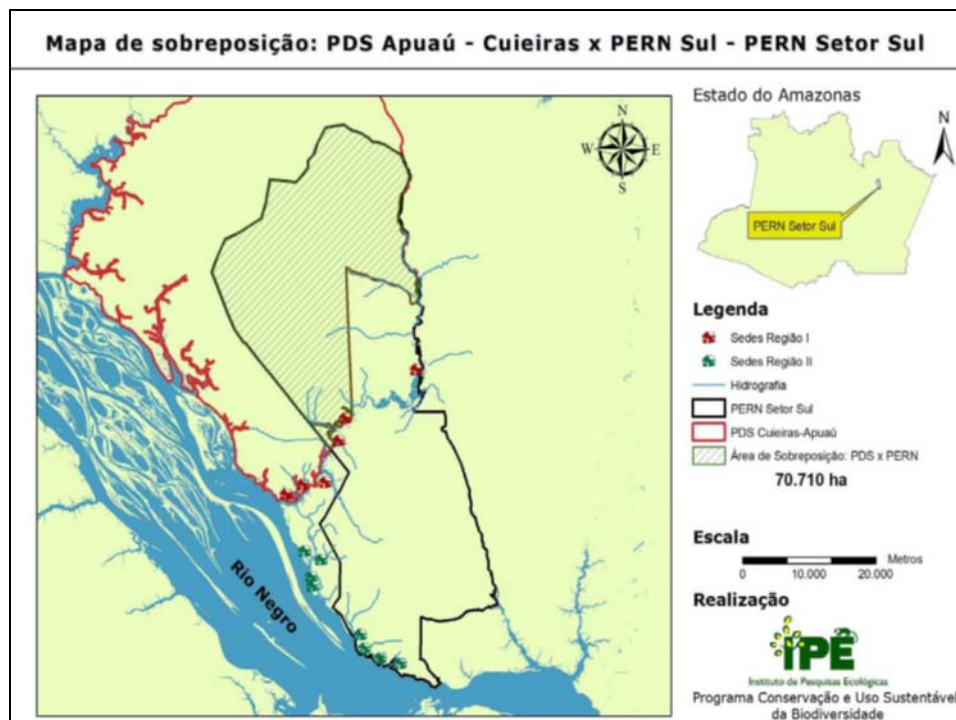 Mapa de sobreposição: PDS Apuaú - Cuieiras x PERN Sul - PERN Setor Sul
N
W
E
S
Rio Negro
Estado do Amazonas
N
PERN Setor Sul
Legenda
Sedes Região I
Sedes Região II
Hidrografia
PERN Setor Sul
PDS Cuieiras-Apuaú
Área de Sobreposição: PDS x PERN
70.710 ha
Escala
Metros
0 10.000 20.000
Realização
IPÊ
Instituto de Pesquisas Ecológicas
Programa Conservação e Uso Sustentável
da Biodiversidade